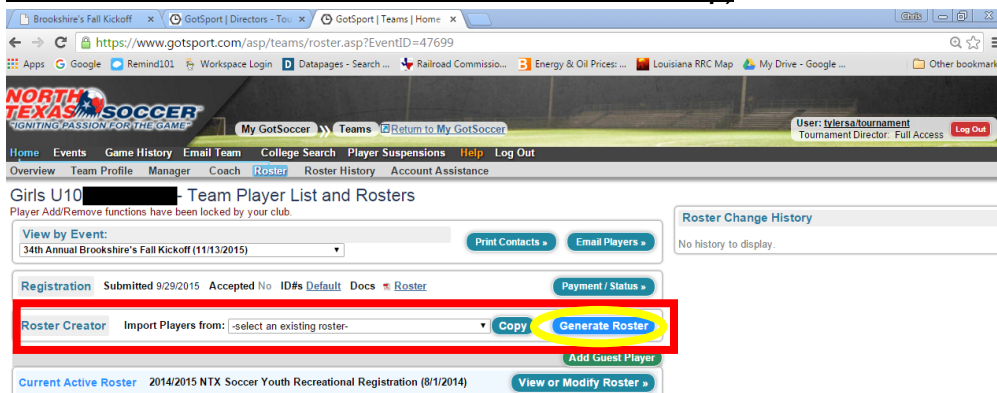 Brookshire's Fall Kickoff × GotSport | Directors - Tou × GotSport | Teams | Home × Chris
https://www.gotsport.com/asp/teams/roster.asp?EventID=47699
Apps Google Remind101 Workspace Login Datapages - Search ... Railroad Commissio... Energy & Oil Prices: ... Louisiana RRC Map My Drive - Google ... Other bookmark
NORTH
TEXAS SOCCER
"IGNITING PASSION FOR THE GAME"
My GotSoccer Teams Return to My GotSoccer
User: tylersa/tournament
Tournament Director: Full Access
Log Out
Home Events Game History Email Team College Search Player Suspensions Help Log Out
Overview Team Profile Manager Coach Roster Roster History Account Assistance
Girls U10 - Team Player List and Rosters
Player Add/Remove functions have been locked by your club.
View by Event:
34th Annual Brookshire's Fall Kickoff (11/13/2015)
Print Contacts » Email Players »
Roster Change History
No history to display.
Registration Submitted 9/29/2015 Accepted No ID#s Default Docs Roster Payment / Status »
Roster Creator Import Players from: -select an existing roster- Copy Generate Roster
Add Guest Player
Current Active Roster 2014/2015 NTX Soccer Youth Recreational Registration (8/1/2014) View or Modify Roster »